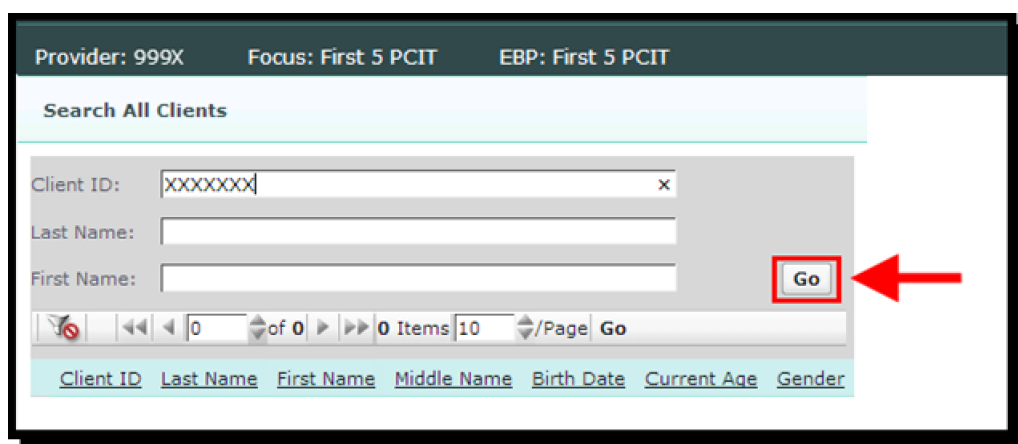 Provider: 999X Focus: First 5 PCIT EBP: First 5 PCIT
Search All Clients
Client ID: XXXXXXX ×
Last Name:
First Name: Go
0 of 0 0 Items 10 /Page Go
Client ID Last Name First Name Middle Name Birth Date Current Age Gender